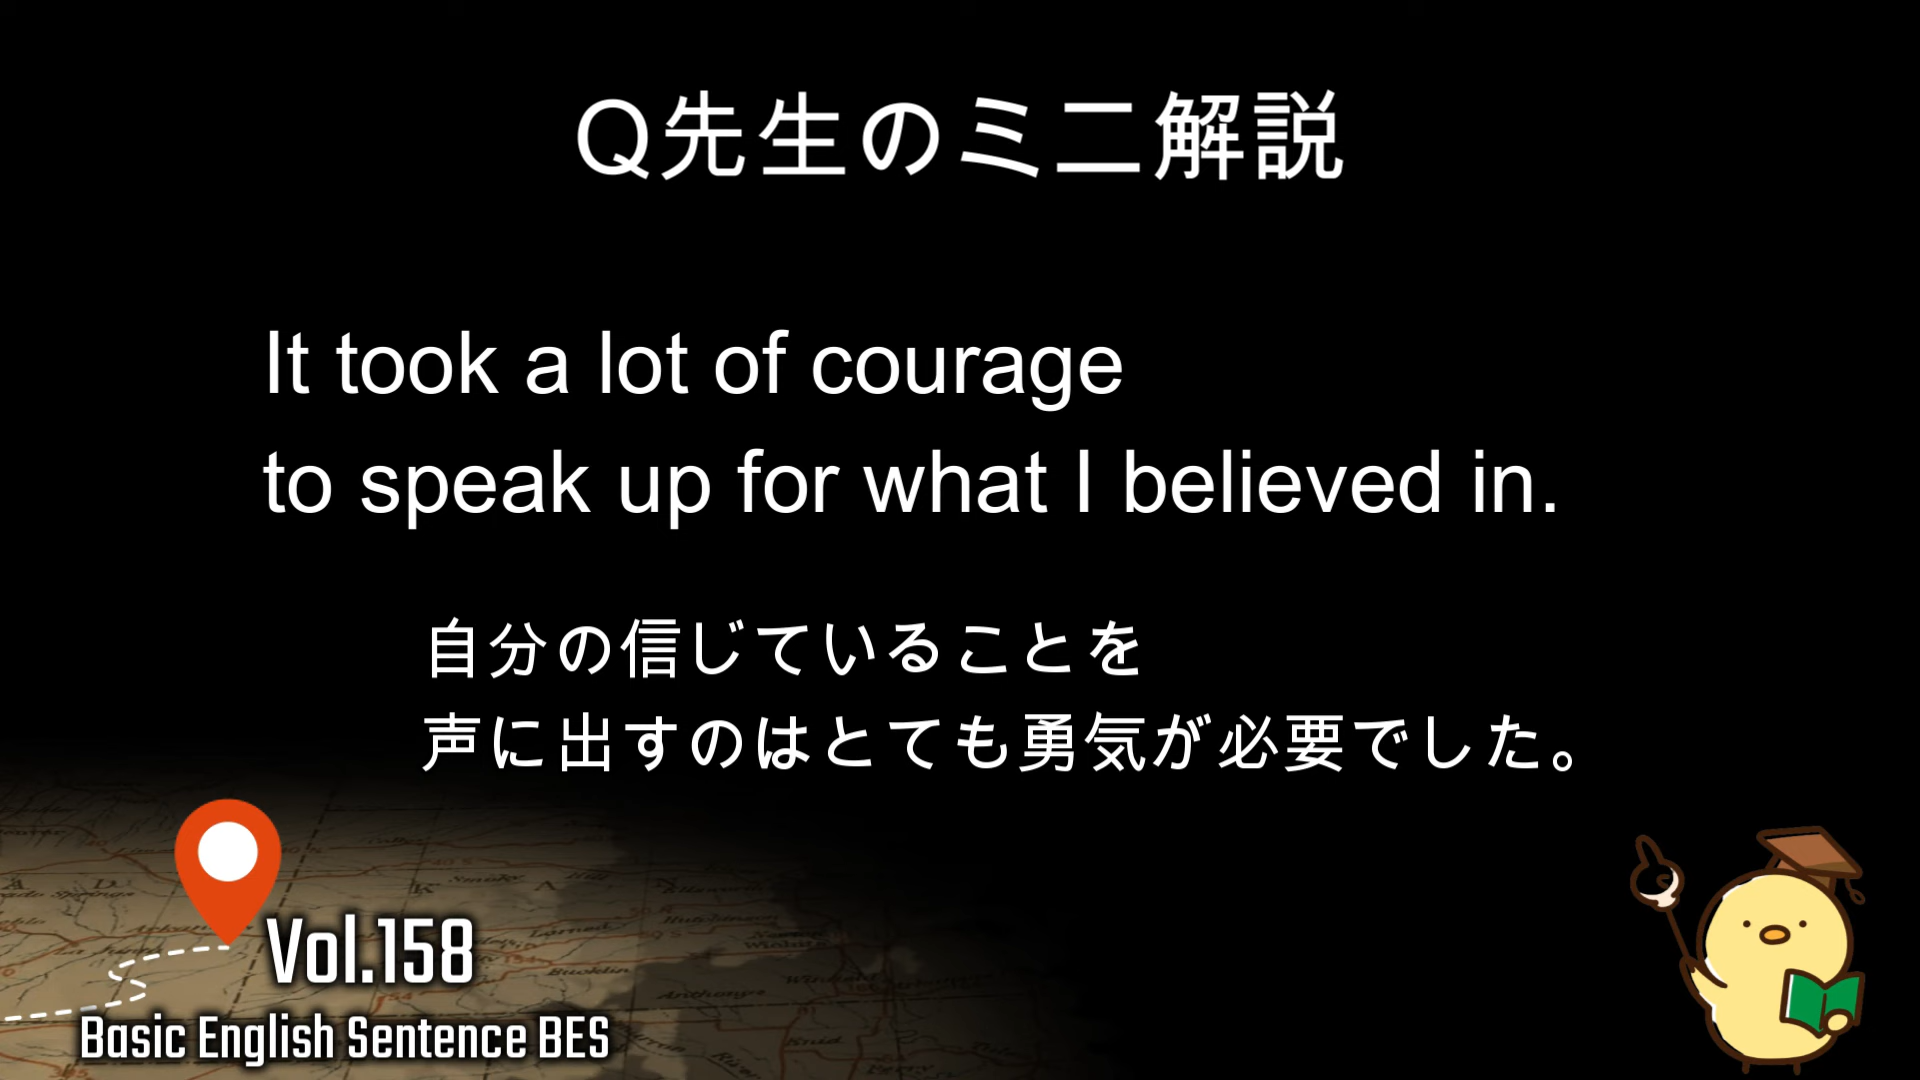 Q先生のミニ解説
It took a lot of courage
to speak up for what I believed in.
自分の信じていることを
声に出すのはとても勇気が必要でした。
Vol.158
Basic English Sentence BES